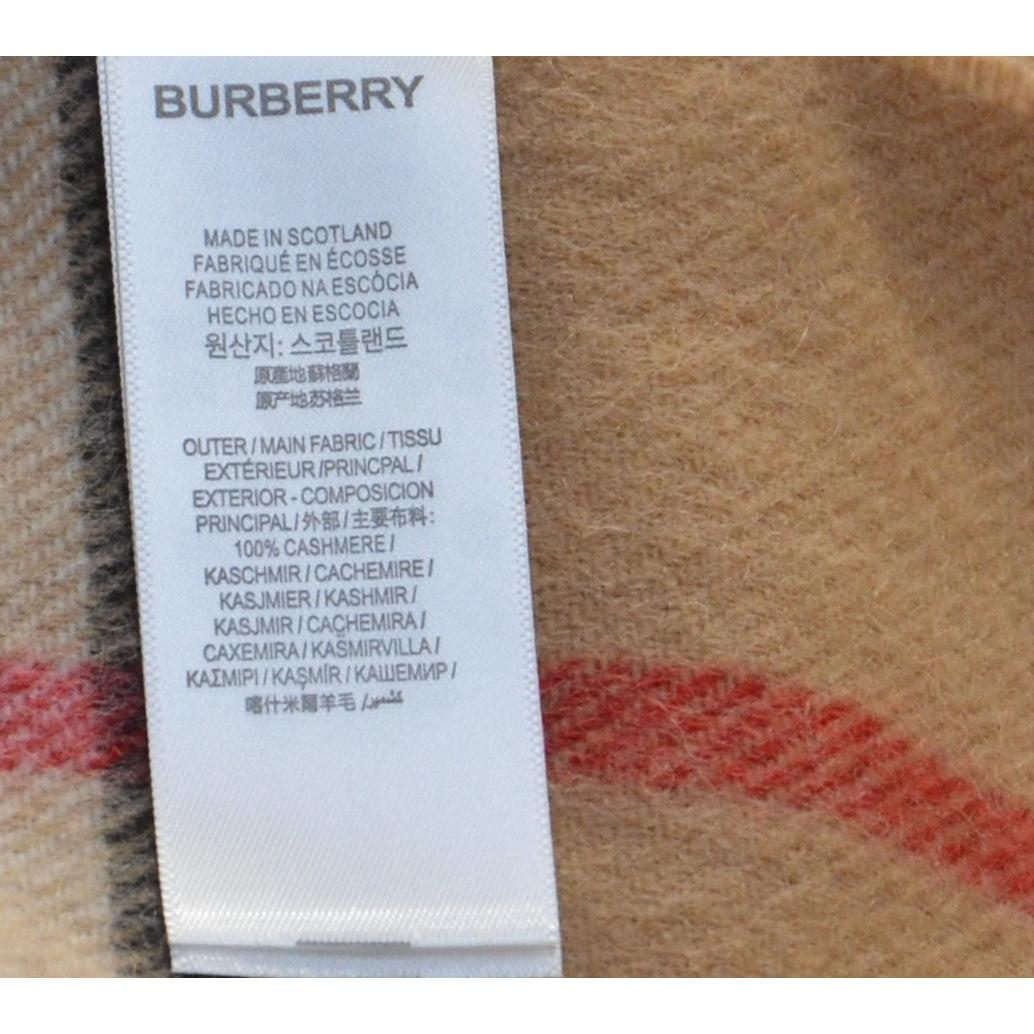 BURBERRY
MADE IN SCOTLAND
FABRIQUÉ EN ÉCOSSE
FABRICADO NA ESCÓCIA
HECHO EN ESCOCIA
원산지: 스코틀랜드
原產地蘇格蘭
原产地苏格兰
OUTER / MAIN FABRIC / TISSU
EXTÉRIEUR /PRINCPAL /
EXTERIOR - COMPOSICION
PRINCIPAL / 外部 / 主要布料:
100% CASHMERE /
KASCHMIR / CACHEMIRE /
KASJMIER / KASHMIR /
KASJMIR / CACHEMIRA /
CAXEMIRA / KAŠMIRVILLA /
ΚΑΣΜΙΡΙ / KAŞMİR / КАШЕМИР /
喀什米爾羊毛 / كشمير